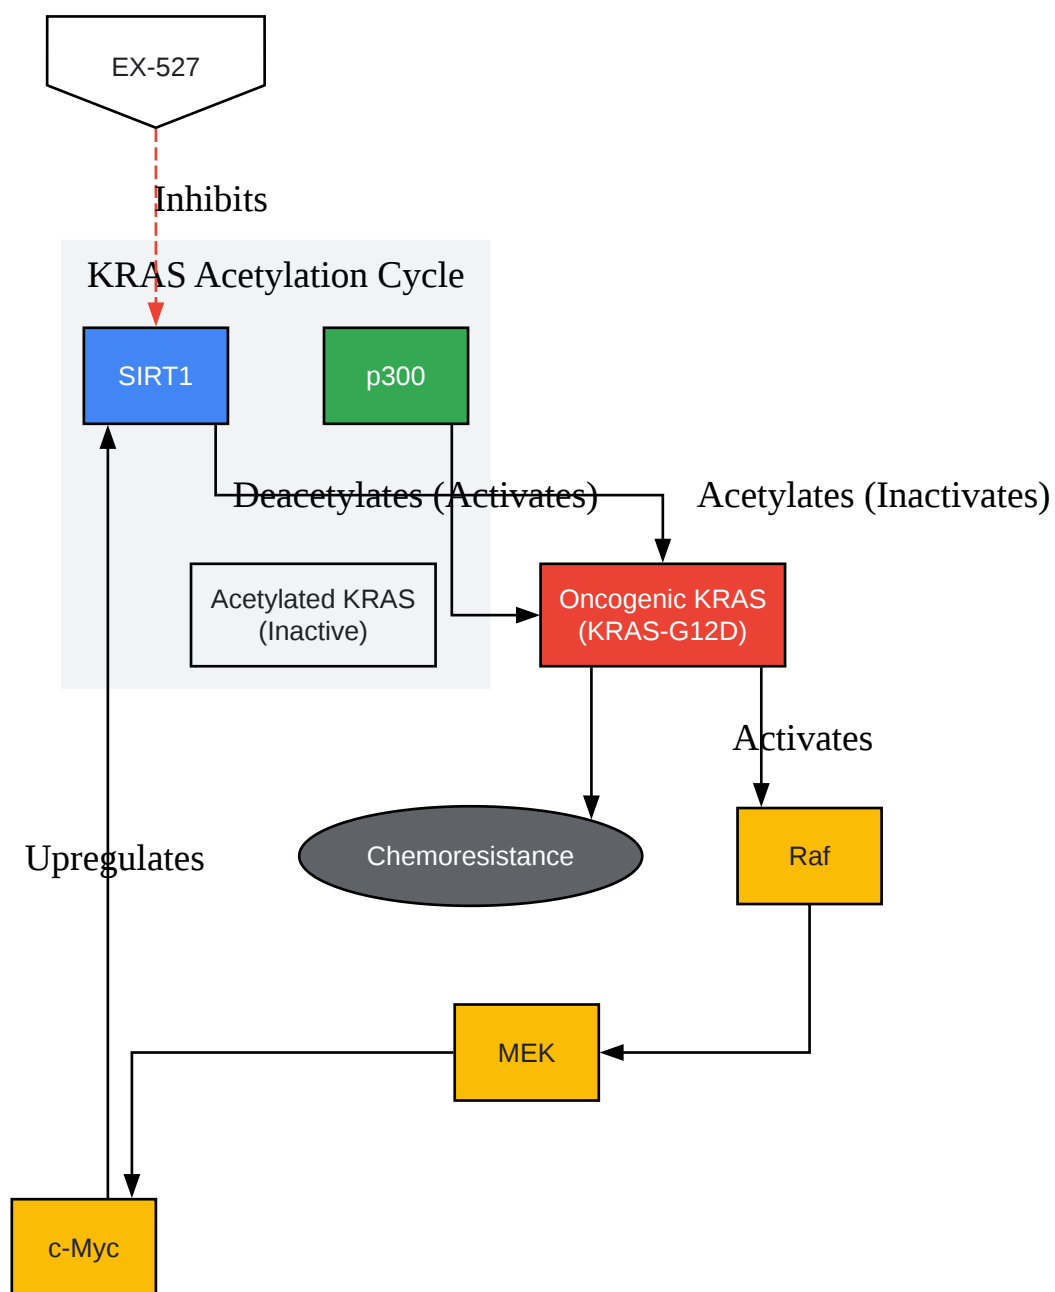 EX-527
Inhibits
KRAS Acetylation Cycle
SIRT1
p300
Deacetylates (Activates)
Acetylates (Inactivates)
Acetylated KRAS
(Inactive)
Oncogenic KRAS
(KRAS-G12D)
Activates
Upregulates
Chemoresistance
Raf
MEK
c-Myc